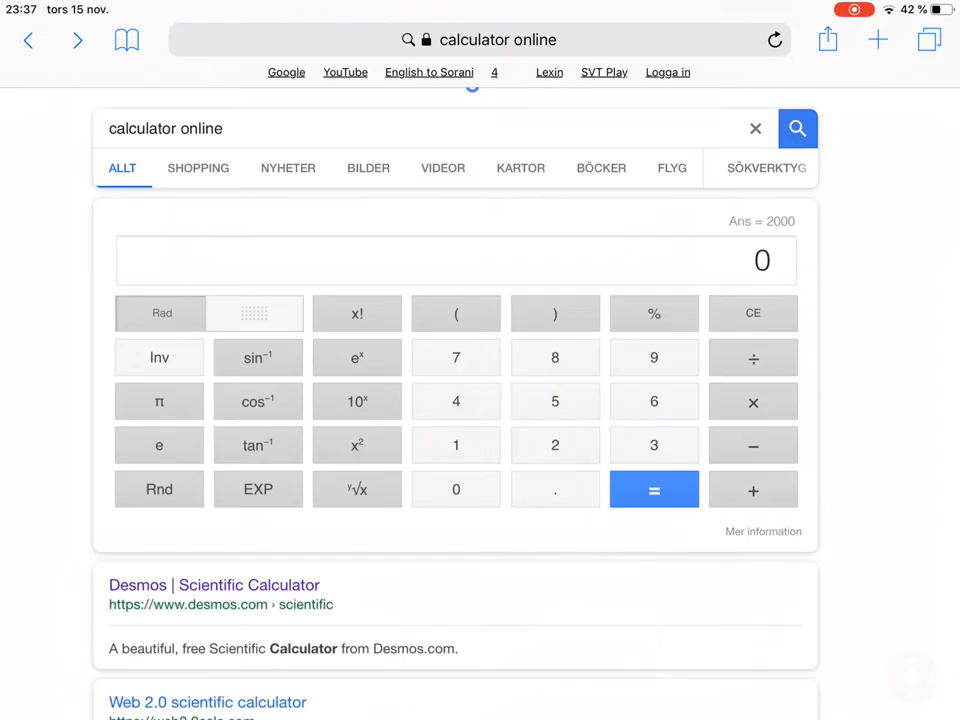 23:37 tors 15 nov.
42 %
calculator online
Google YouTube English to Sorani 4 Lexin SVT Play Logga in
calculator online
ALLT SHOPPING NYHETER BILDER VIDEOR KARTOR BÖCKER FLYG SÖKVERKTYG
Ans = 2000
0
Rad x! ( ) % CE
Inv sin⁻¹ eˣ 7 8 9 ÷
π cos⁻¹ 10ˣ 4 5 6 ×
e tan⁻¹ x² 1 2 3 −
Rnd EXP ʸ√x 0 . = +
Mer information
Desmos | Scientific Calculator
https://www.desmos.com › scientific
A beautiful, free Scientific Calculator from Desmos.com.
Web 2.0 scientific calculator